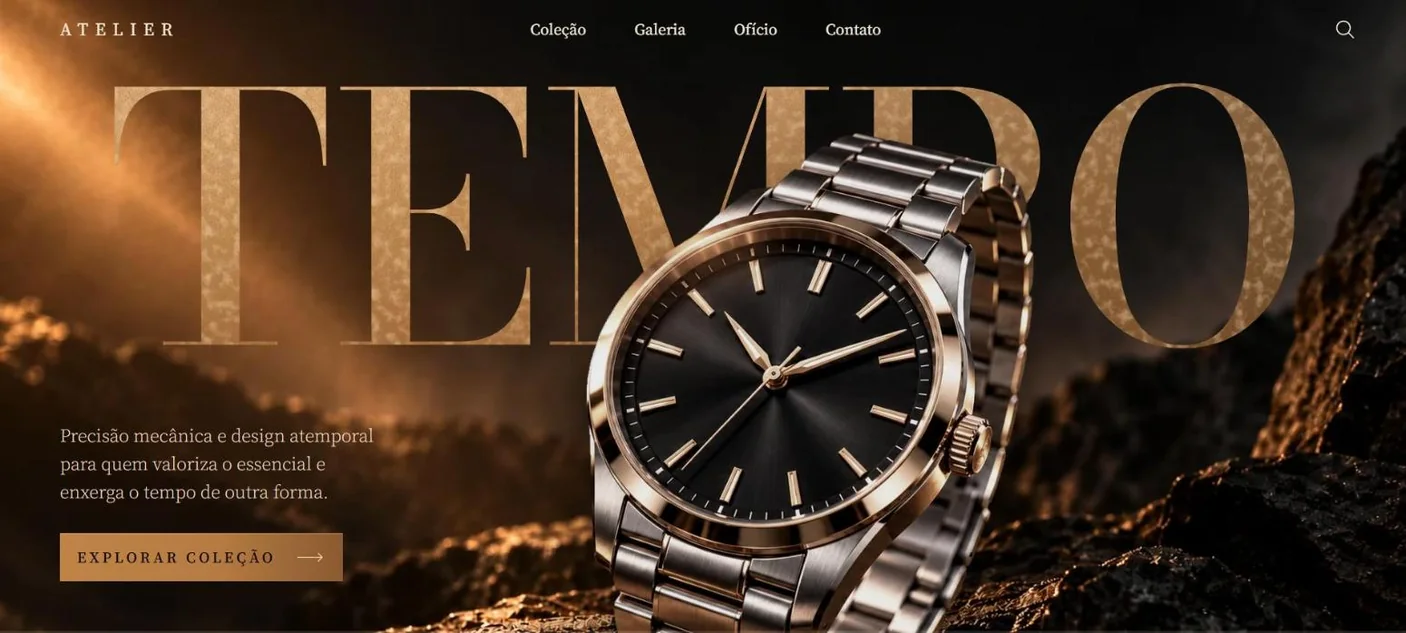 ATELIER
Coleção
Galeria
Ofício
Contato
TEMPO
Precisão mecânica e design atemporal
para quem valoriza o essencial e
enxerga o tempo de outra forma.
EXPLORAR COLEÇÃO